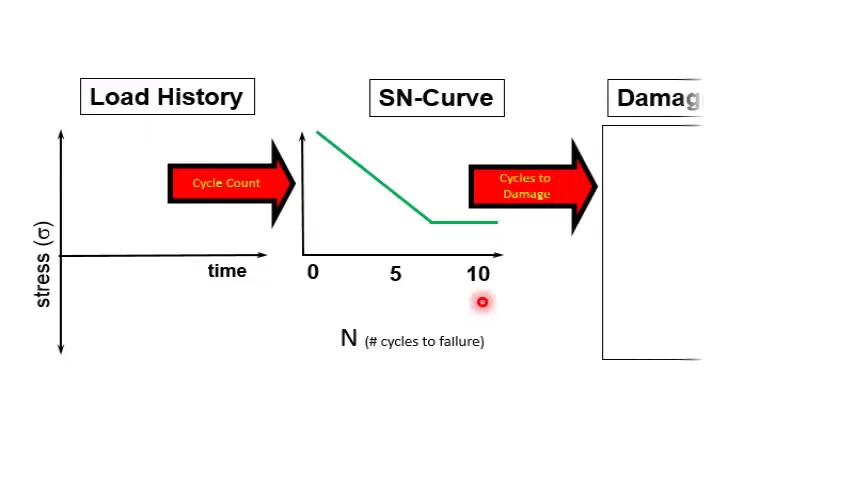 Load History
SN-Curve
Cycle Count
Cycles to
Damage
stress (σ)
time
0 5 10
N (# cycles to failure)